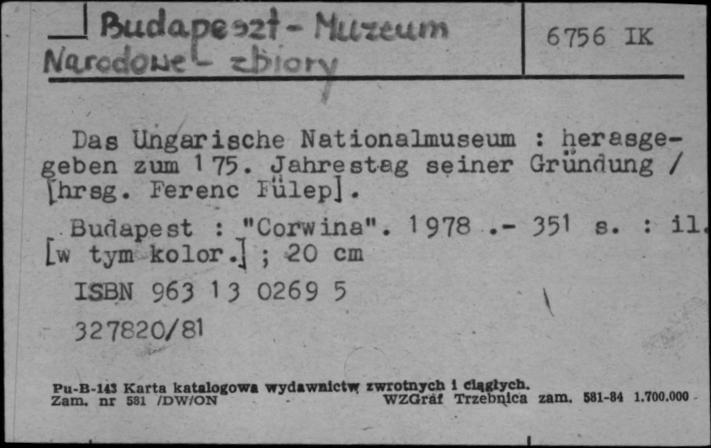 Budapeszt - Muzeum
6756 IK
Narodowe - zbiory
Das Ungarische Nationalmuseum : herasge-
geben zum 175. Jahrestag seiner Gründung /
[hrsg. Ferenc Fülep].
Budapest : "Corwina". 1978 .- 351 s. : il.
[w tym kolor.] ; 20 cm
ISBN 963 13 0269 5
327820/81
Pu-B-143 Karta katalogowa wydawnictw zwrotnych i ciągłych.
Zam. nr 581 /DW/ON WZGraf Trzebnica zam. 581-84 1.700.000